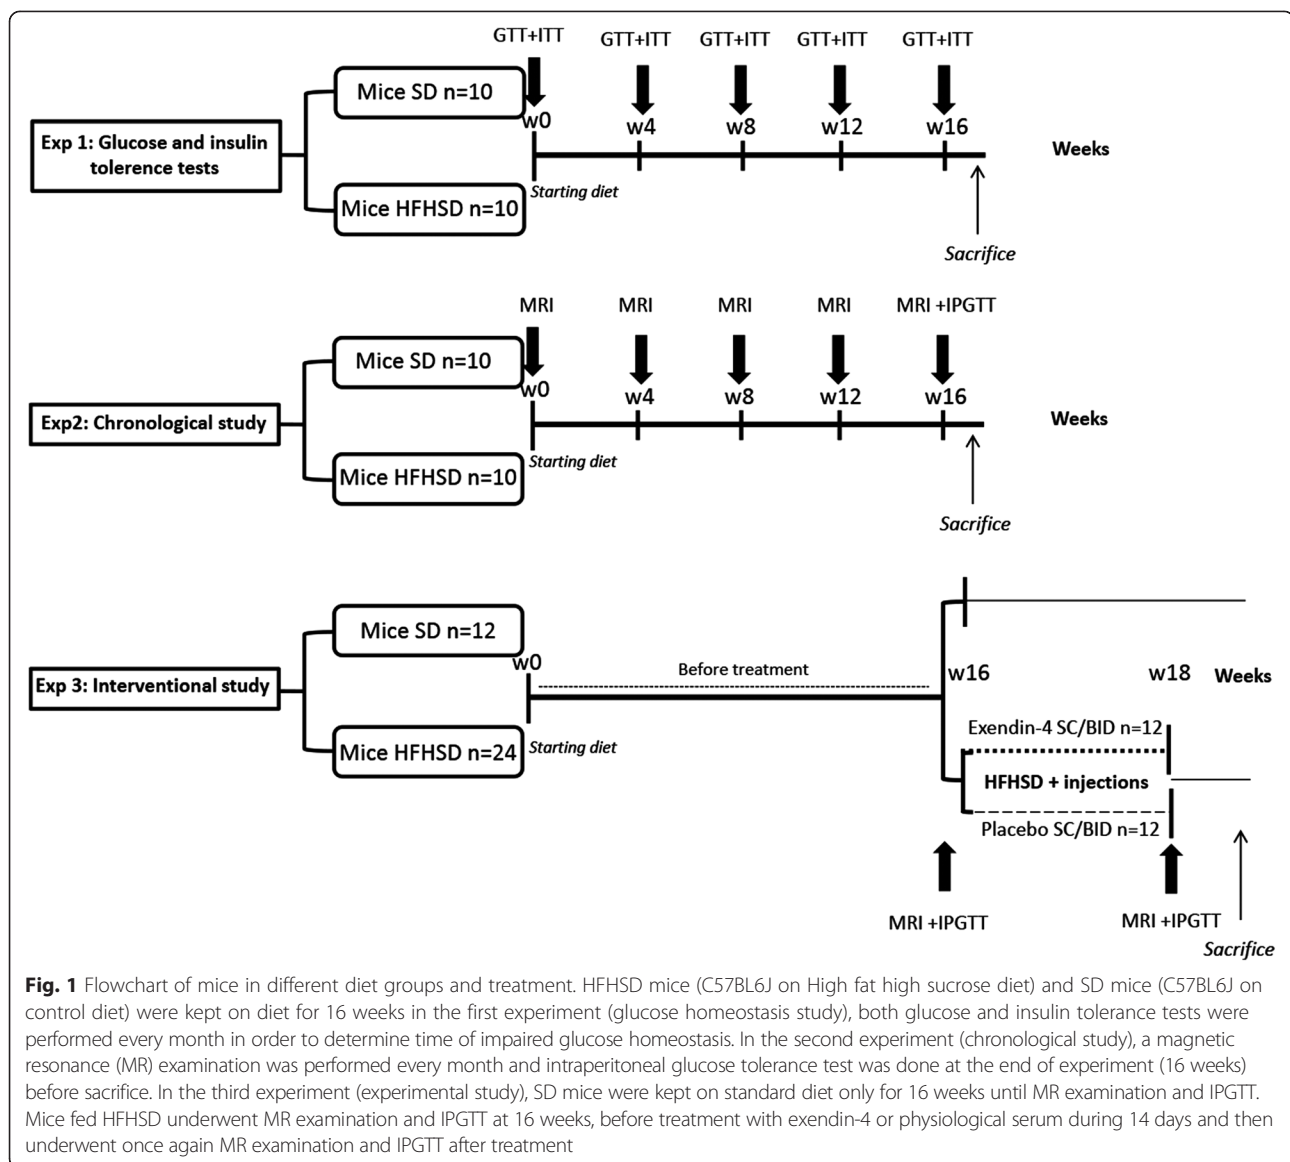 GTT+ITT GTT+ITT GTT+ITT GTT+ITT GTT+ITT
Mice SD n=10
w0 w4 w8 w12 w16
Exp 1: Glucose and insulin
tolerence tests
Weeks
Starting diet
Mice HFHSD n=10
Sacrifice
MRI MRI MRI MRI MRI +IPGTT
Mice SD n=10
w0 w4 w8 w12 w16
Exp2: Chronological study
Weeks
Starting diet
Mice HFHSD n=10
Sacrifice
Mice SD n=12
w0
Before treatment
w16 w18 Weeks
Exp 3: Interventional study
Mice HFHSD n=24
Starting diet
Exendin-4 SC/BID n=12
HFHSD + injections
Placebo SC/BID n=12
MRI +IPGTT MRI +IPGTT
Sacrifice
Fig. 1 Flowchart of mice in different diet groups and treatment. HFHSD mice (C57BL6J on High fat high sucrose diet) and SD mice (C57BL6J on
control diet) were kept on diet for 16 weeks in the first experiment (glucose homeostasis study), both glucose and insulin tolerance tests were
performed every month in order to determine time of impaired glucose homeostasis. In the second experiment (chronological study), a magnetic
resonance (MR) examination was performed every month and intraperitoneal glucose tolerance test was done at the end of experiment (16 weeks)
before sacrifice. In the third experiment (experimental study), SD mice were kept on standard diet only for 16 weeks until MR examination and IPGTT.
Mice fed HFHSD underwent MR examination and IPGTT at 16 weeks, before treatment with exendin-4 or physiological serum during 14 days and then
underwent once again MR examination and IPGTT after treatment